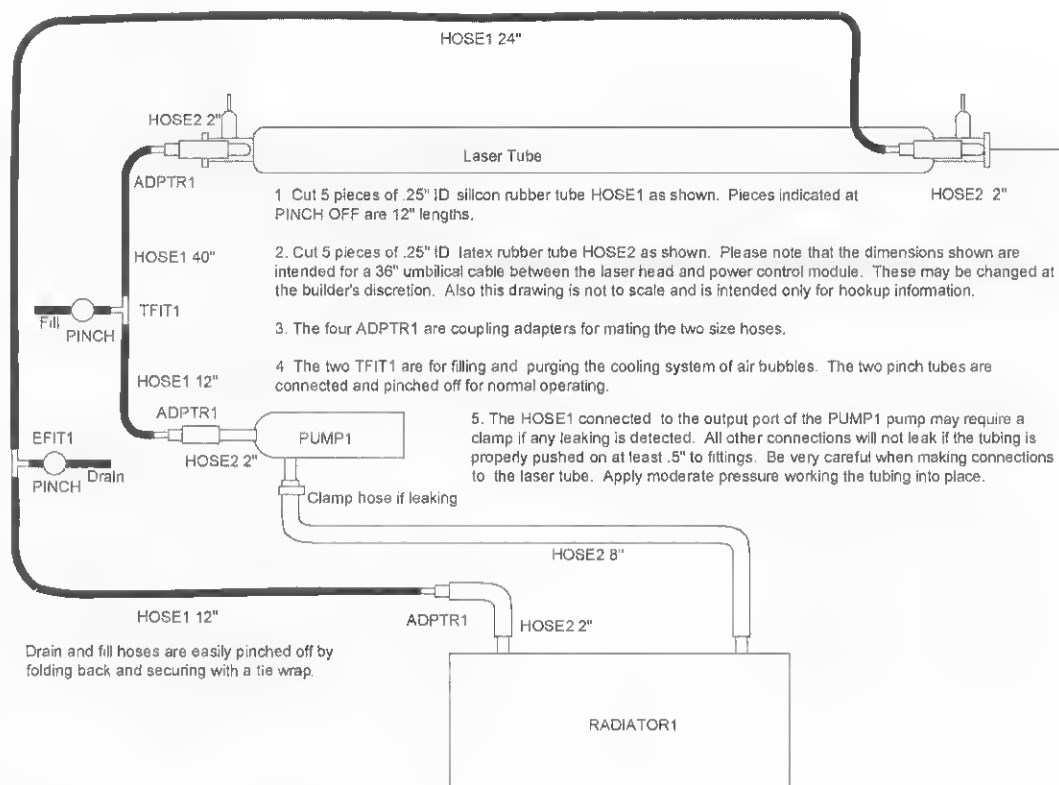 HOSE1 24"
HOSE2 2"
Laser Tube
ADPTR1
HOSE2 2"
1 Cut 5 pieces of .25" ID silicon rubber tube HOSE1 as shown. Pieces indicated at
PINCH OFF are 12" lengths.
HOSE1 40"
2. Cut 5 pieces of .25" ID latex rubber tube HOSE2 as shown. Please note that the dimensions shown are
intended for a 36" umbilical cable between the laser head and power control module. These may be changed at
the builder's discretion. Also this drawing is not to scale and is intended only for hookup information.
Fill
PINCH
TFIT1
3. The four ADPTR1 are coupling adapters for mating the two size hoses.
4 The two TFIT1 are for filling and purging the cooling system of air bubbles. The two pinch tubes are
connected and pinched off for normal operating.
HOSE1 12"
ADPTR1
PUMP1
HOSE2 2"
5. The HOSE1 connected to the output port of the PUMP1 pump may require a
clamp if any leaking is detected. All other connections will not leak if the tubing is
properly pushed on at least .5" to fittings. Be very careful when making connections
to the laser tube. Apply moderate pressure working the tubing into place.
EFIT1
PINCH
Drain
Clamp hose if leaking
HOSE2 8"
HOSE1 12"
ADPTR1
HOSE2 2"
Drain and fill hoses are easily pinched off by
folding back and securing with a tie wrap.
RADIATOR1